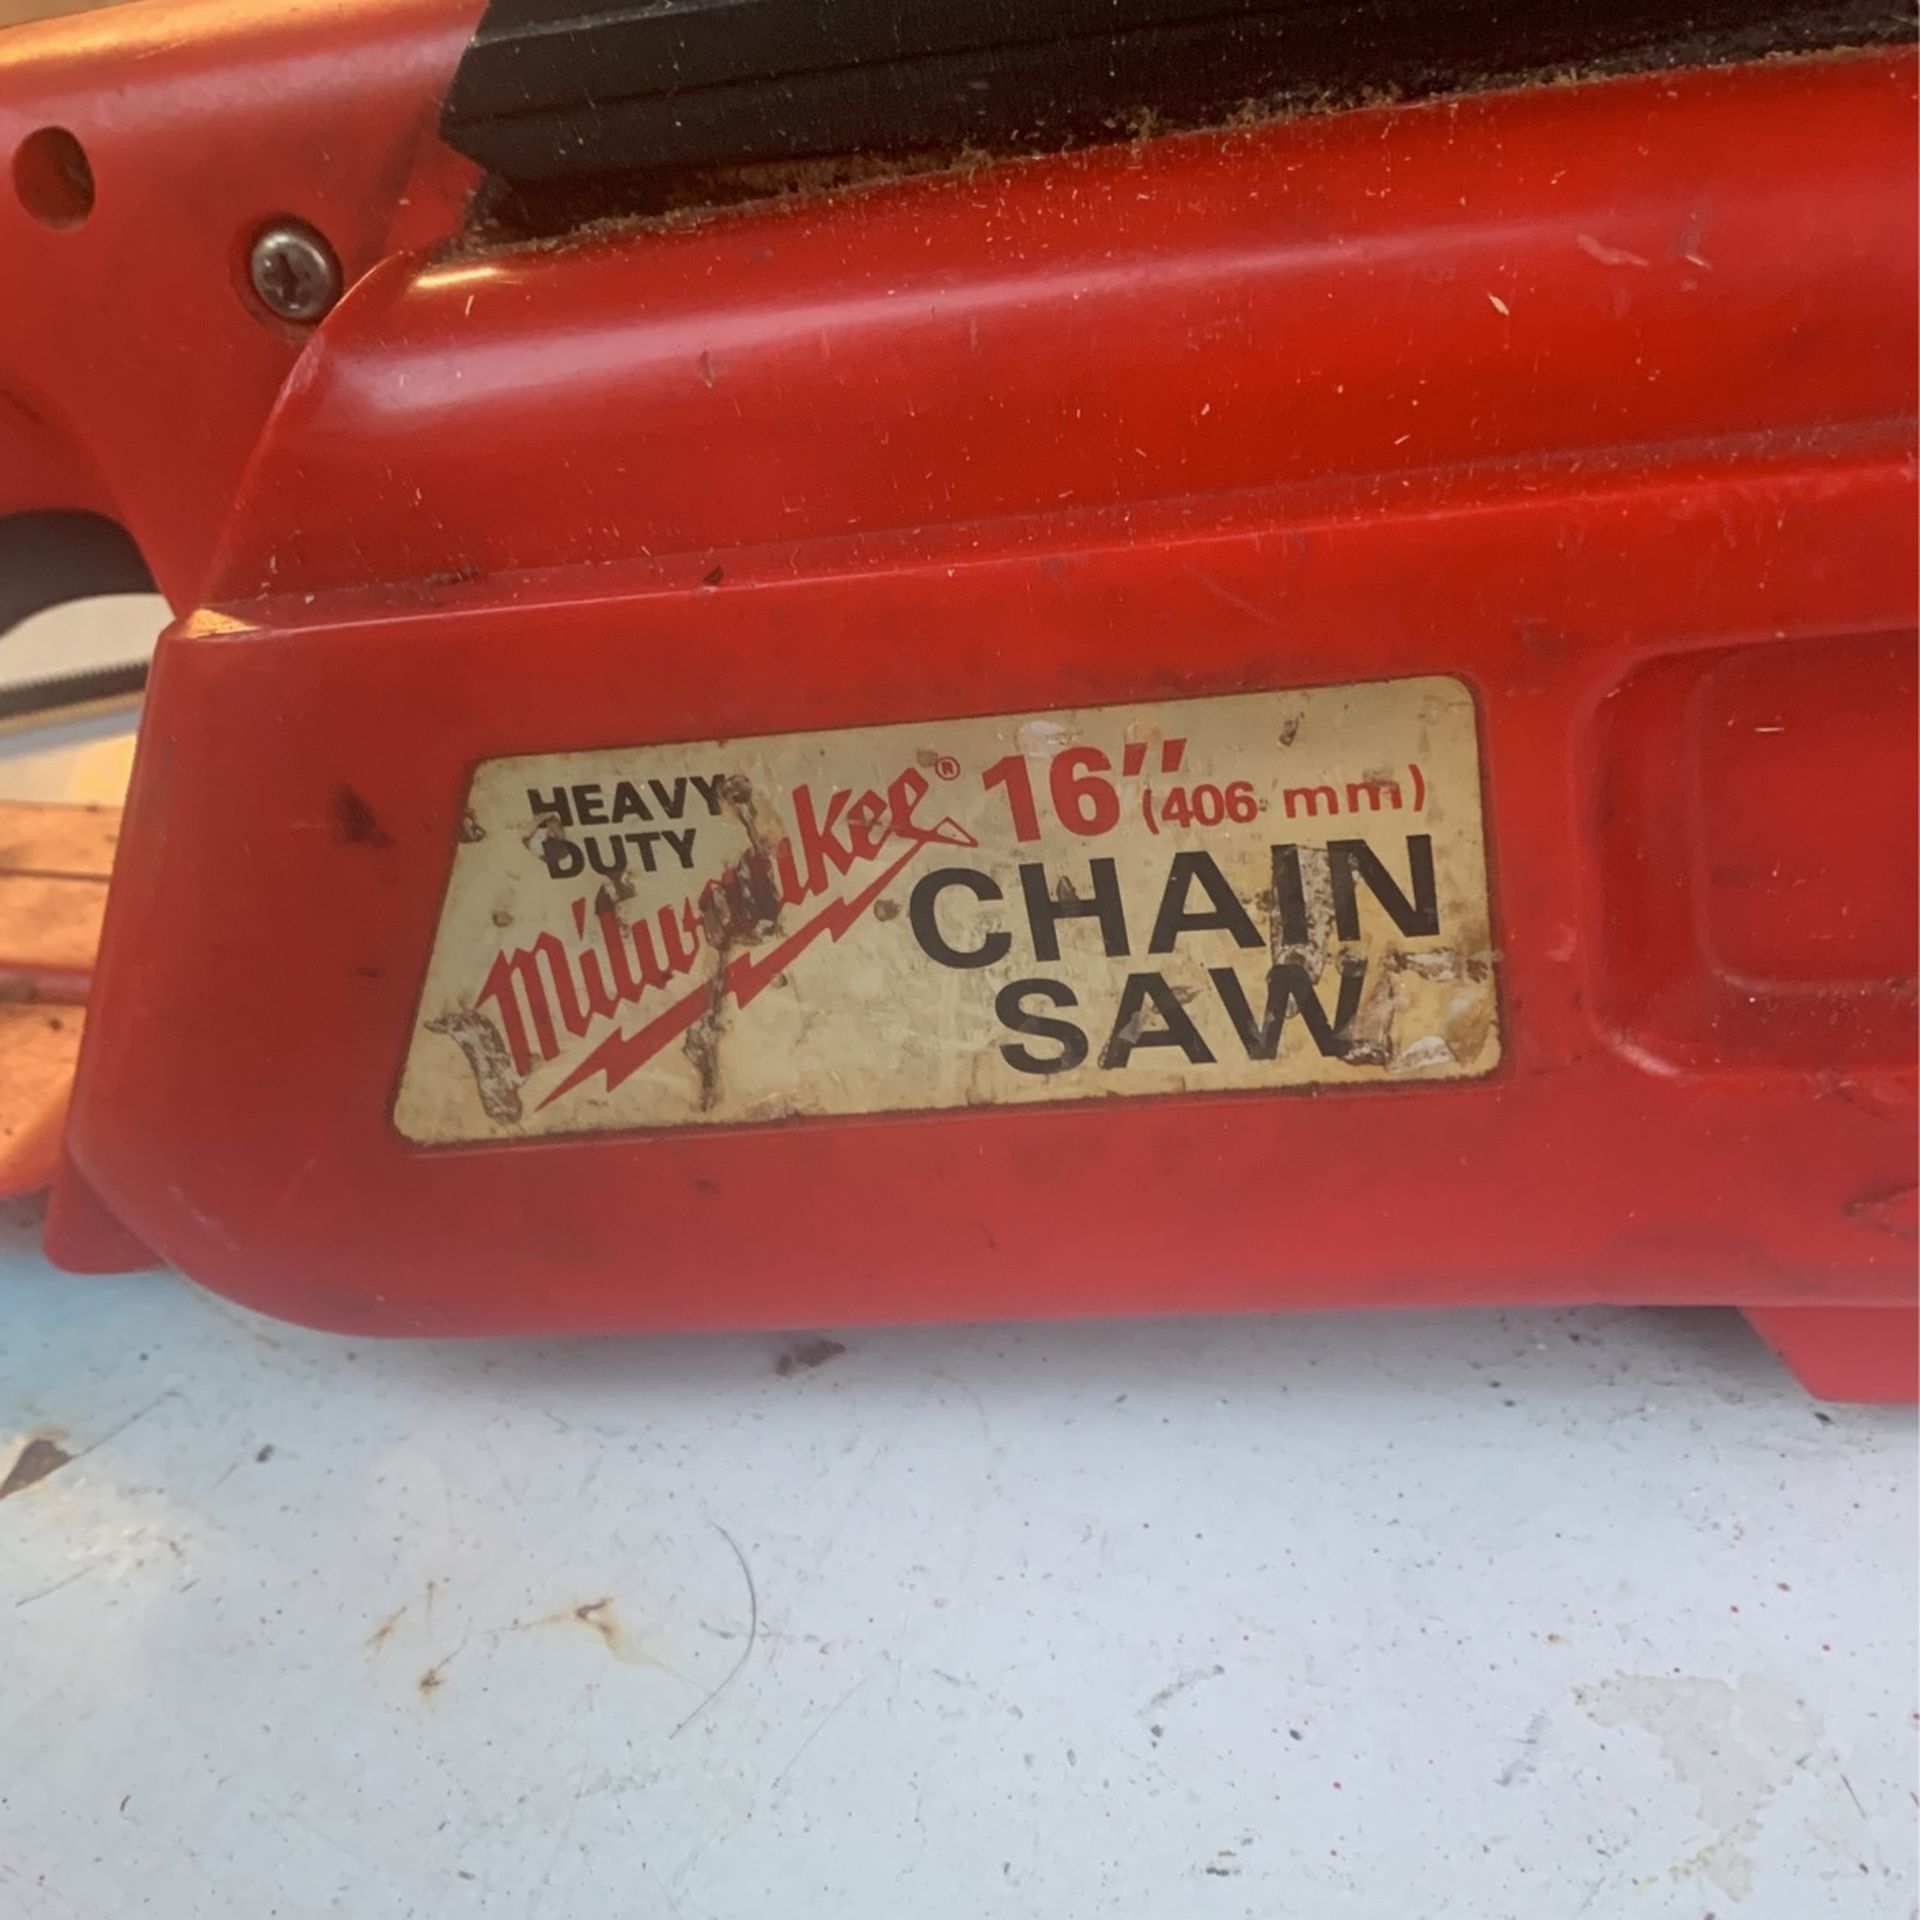 HEAVY
DUTY
Milwaukee® 16" (406 mm)
CHAIN
SAW